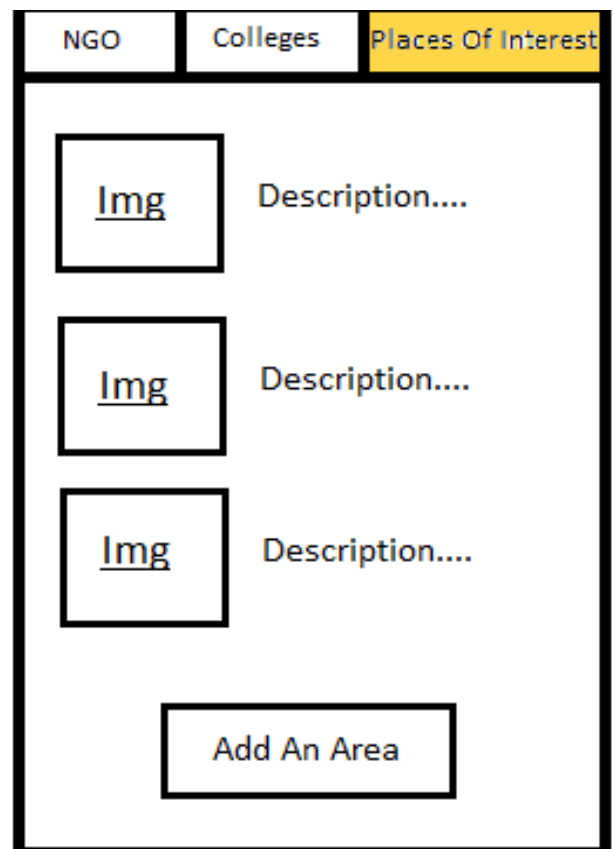 NGO
Colleges
Places Of Interest
Img
Description....
Img
Description....
Img
Description....
Add An Area